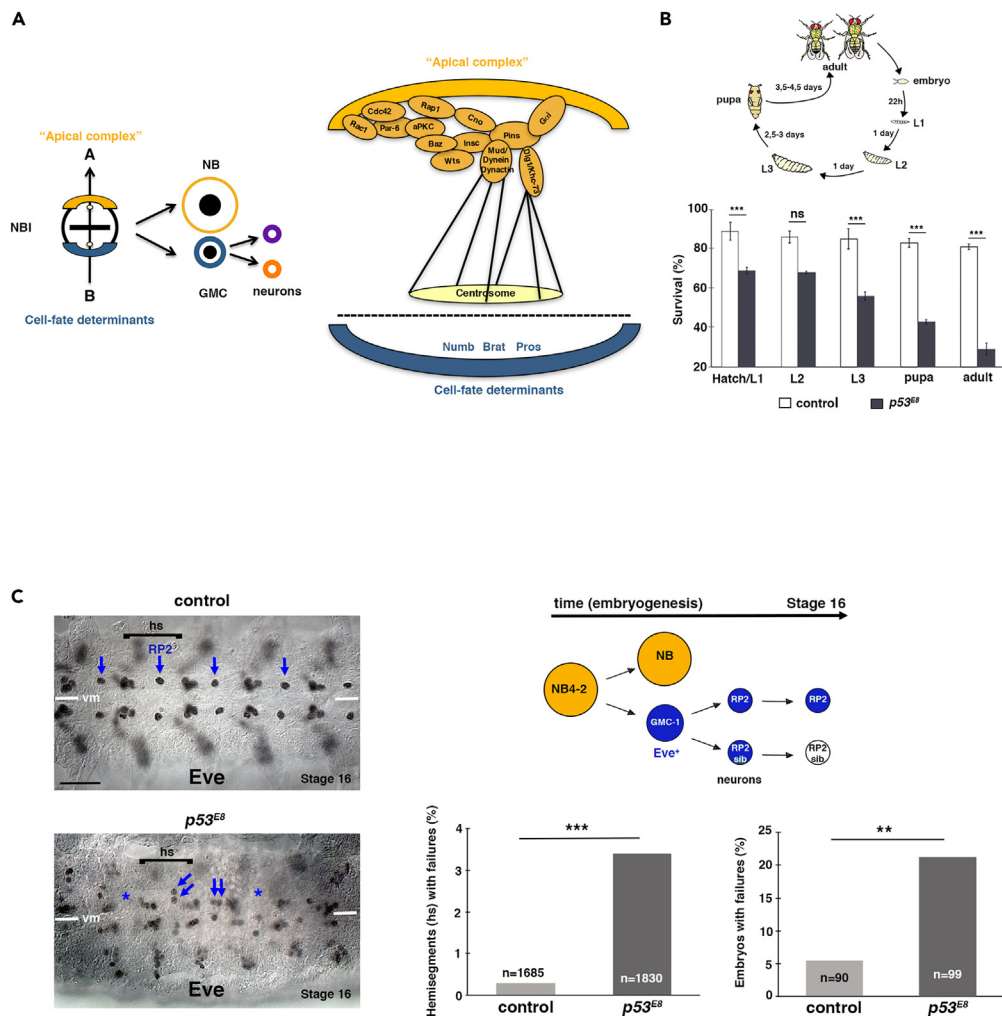 A
"Apical complex"
A
NBI
B
Cell-fate determinants
NB
GMC
neurons
"Apical complex"
Cdc42
Rap1
Cno
Gαi
Rac1
Par-6
aPKC
Pins
Baz
Insc
Wts
Mud/
Dynein
Dynactin
Dlg1/Khc-73
Centrosome
Numb Brat Pros
Cell-fate determinants
B
adult
3,5-4,5 days
embryo
pupa
22h
L1
2,5-3 days
1 day
L3
1 day
L2
Survival (%)
100
80
60
40
20
***
ns
***
***
***
Hatch/L1 L2 L3 pupa adult
control p53E8
C
control
hs
RP2
vm
Eve
Stage 16
p53E8
hs
* *
vm
Eve
Stage 16
time (embryogenesis) Stage 16
NB
NB4-2
GMC-1
Eve+
RP2
RP2
RP2
sib
RP2
sib
neurons
Hemisegments (hs) with failures (%)
4
3
2
1
0
***
n=1685
n=1830
control p53E8
Embryos with failures (%)
25
20
15
10
5
0
**
n=90
n=99
control p53E8